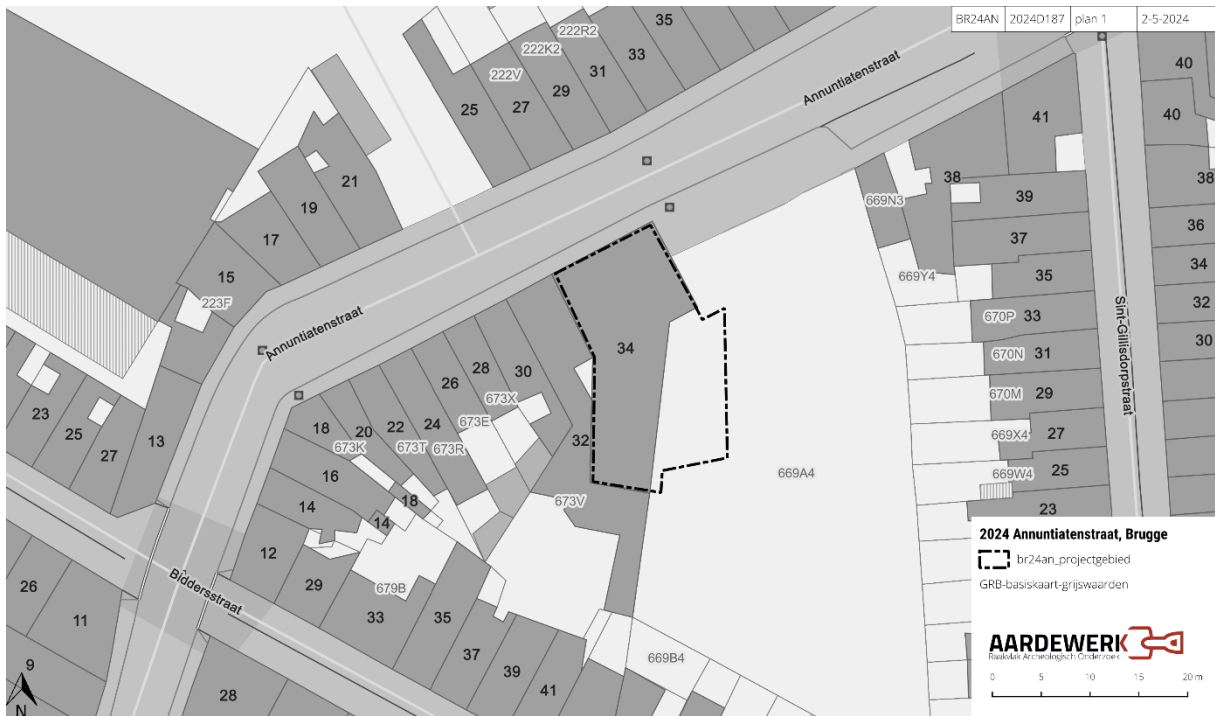 BR24AN 2024D187 plan 1 2-5-2024
35
222R2
33
222K2
31
222V
29
27
25
Annuntiatenstraat
40
41
40
21
19
17
15
223F
38
669N3
39
38
37
36
669Y4
35
34
670P 33
32
670N 31
30
670M 29
669X4 27
669W4 25
23
Sint-Gillisdorpstraat
Annuntiatenstraat
34
30
28
26
673X
24
673E
22
673R
20
673T
18
673K
32
16
673V
14
18
14
12
679B
29
33
35
37
39
41
669A4
669B4
23
25
27
13
Biddersstraat
26
11
9
28
N
2024 Annuntiatenstraat, Brugge
br24an_projectgebied
GRB-basiskaart-grijswaarden
AARDEWERK
Raakvlak Archeologisch Onderzoek
0 5 10 15 20 m